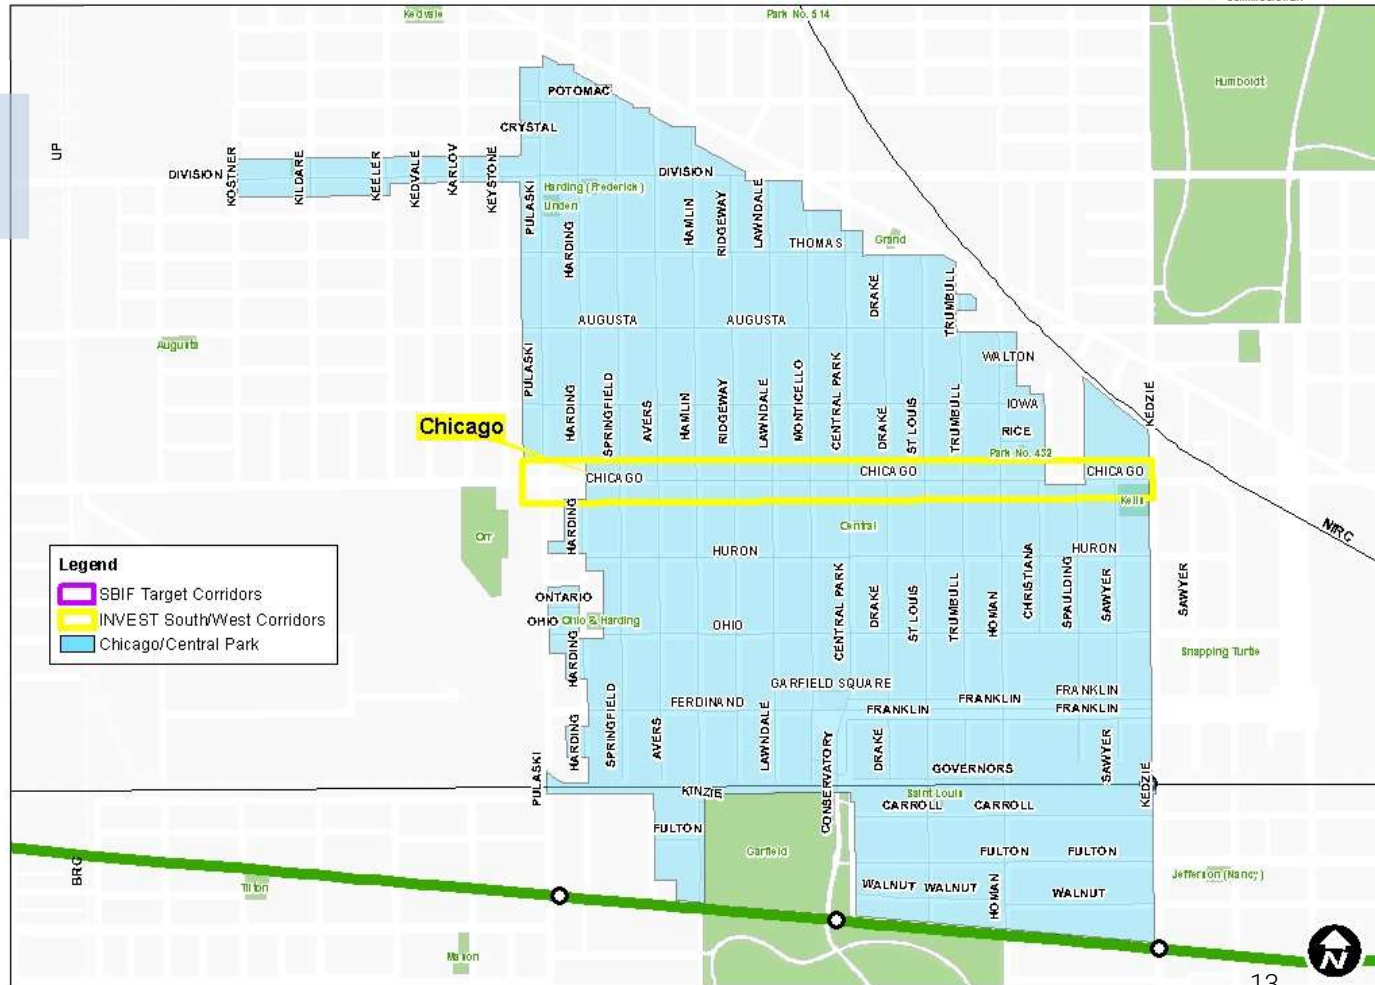 Kedvale
Park No. 514
Humboldt
POTOMAC
CRYSTAL
UP
DIVISION
KOSTNER
KILDARE
KEELER
KEDVALE
KARLOV
KEYSTONE
PULASKI
DIVISION
Harding (Frederick)
Linden
HARDING
HAMLIN
RIDGEWAY
LAWNDALE
THOMAS
Grand
DRAKE
TRUMBULL
AUGUSTA
AUGUSTA
Augusta
WALTON
PULASKI
HARDING
SPRINGFIELD
AVERS
HAMLIN
RIDGEWAY
LAWNDALE
MONTICELLO
CENTRAL PARK
DRAKE
ST LOUIS
TRUMBULL
IOWA
RICE
KEDZIE
Chicago
Park No. 432
CHICAGO
CHICAGO
CHICAGO
Kells
Orr
HARDING
Central
NIRC
HURON
HURON
Legend
SBIF Target Corridors
INVEST South/West Corridors
Chicago/Central Park
ONTARIO
OHIO
Ohio & Harding
OHIO
CENTRAL PARK
DRAKE
ST LOUIS
TRUMBULL
HOMAN
CHRISTIANA
SPAULDING
SAWYER
SAWYER
Snapping Turtle
HARDING
GARFIELD SQUARE
FERDINAND
FRANKLIN
FRANKLIN
FRANKLIN
FRANKLIN
HARDING
SPRINGFIELD
AVERS
LAWNDALE
CONSERVATORY
DRAKE
GOVERNORS
SAWYER
PULASKI
KEDZIE
KINZIE
Saint Louis
CARROLL
CARROLL
FULTON
Garfield
FULTON
FULTON
BRC
Tilton
WALNUT
WALNUT
HOMAN
WALNUT
Jefferson (Nancy)
Marion
N
13